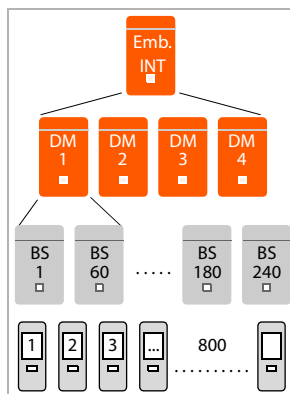 Emb.
INT
DM DM DM DM
1 2 3 4
BS BS BS BS
1 60 ..... 180 240
1 2 3 ... 800
..........